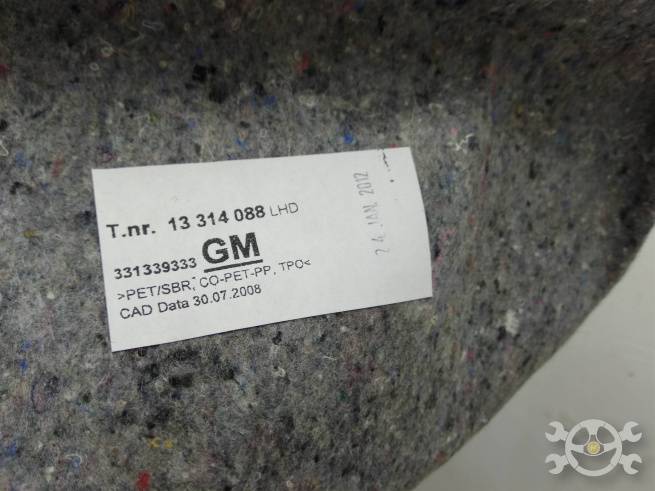 T.nr. 13 314 088 LHD
331339333 GM
>PET/SBR, CO-PET-PP, TPO<
CAD Data 30.07.2008
24 JAN. 2012